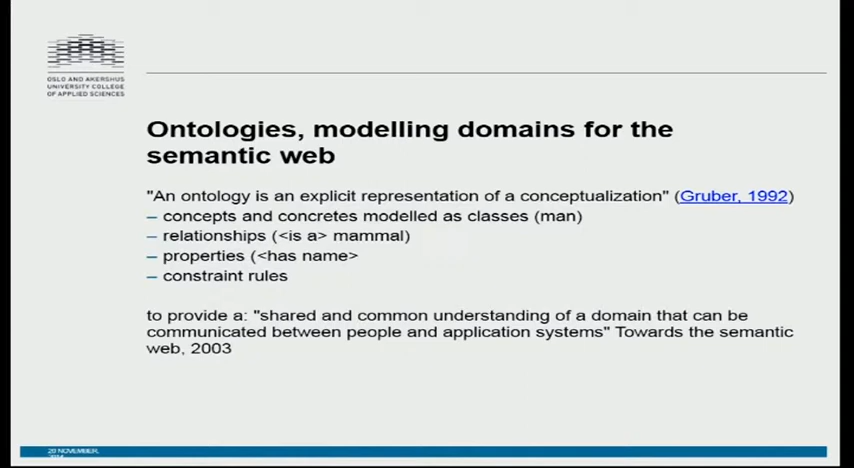 OSLO AND AKERSHUS
UNIVERSITY COLLEGE
OF APPLIED SCIENCES
Ontologies, modelling domains for the
semantic web
"An ontology is an explicit representation of a conceptualization" (Gruber, 1992)
– concepts and concretes modelled as classes (man)
– relationships (<is a> mammal)
– properties (<has name>
– constraint rules
to provide a: "shared and common understanding of a domain that can be
communicated between people and application systems" Towards the semantic
web, 2003
20 NOVEMBER,